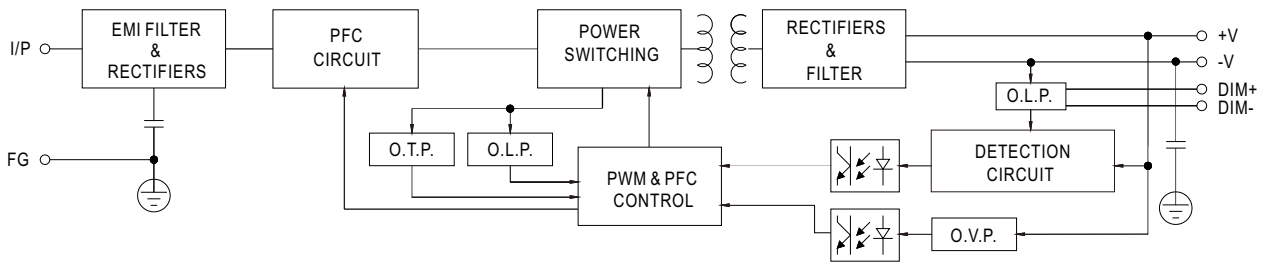 I/P
EMI FILTER
&
RECTIFIERS
PFC
CIRCUIT
POWER
SWITCHING
RECTIFIERS
&
FILTER
+V
-V
O.L.P.
DIM+
DIM-
FG
O.T.P.
O.L.P.
PWM & PFC
CONTROL
DETECTION
CIRCUIT
O.V.P.